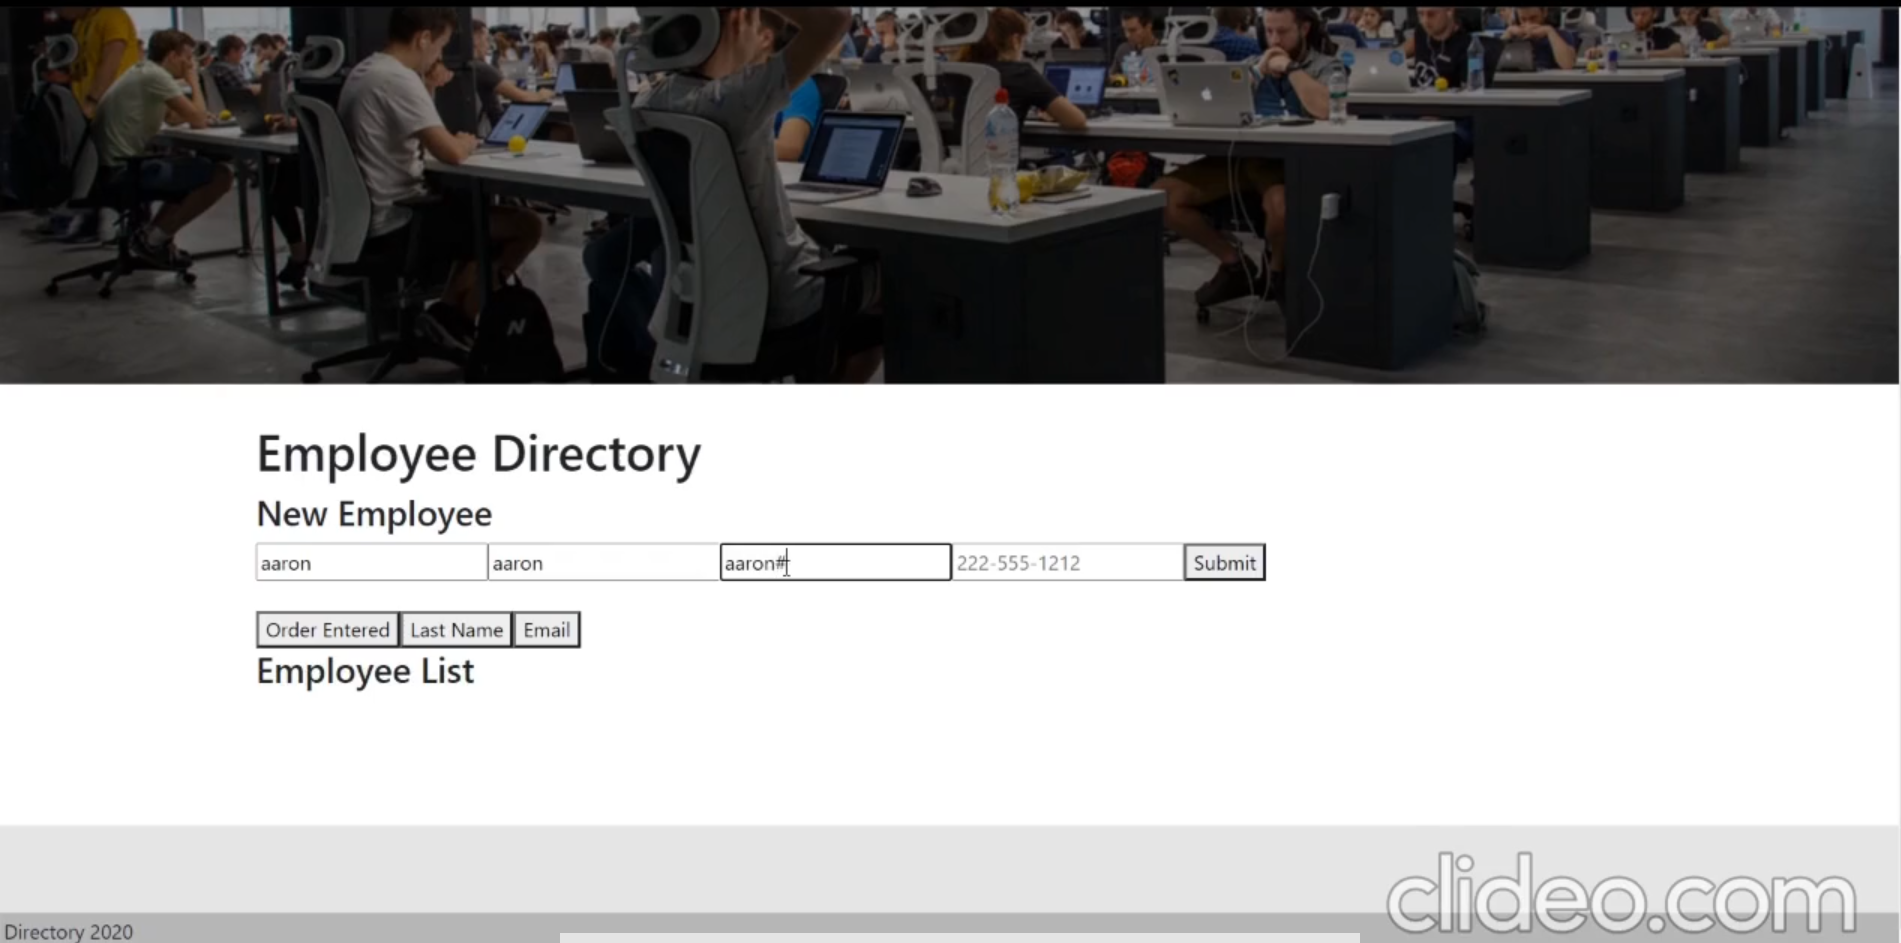 N
Employee Directory
New Employee
aaron aaron aaron# 222-555-1212 Submit
Order Entered Last Name Email
Employee List
clideo.com
Directory 2020